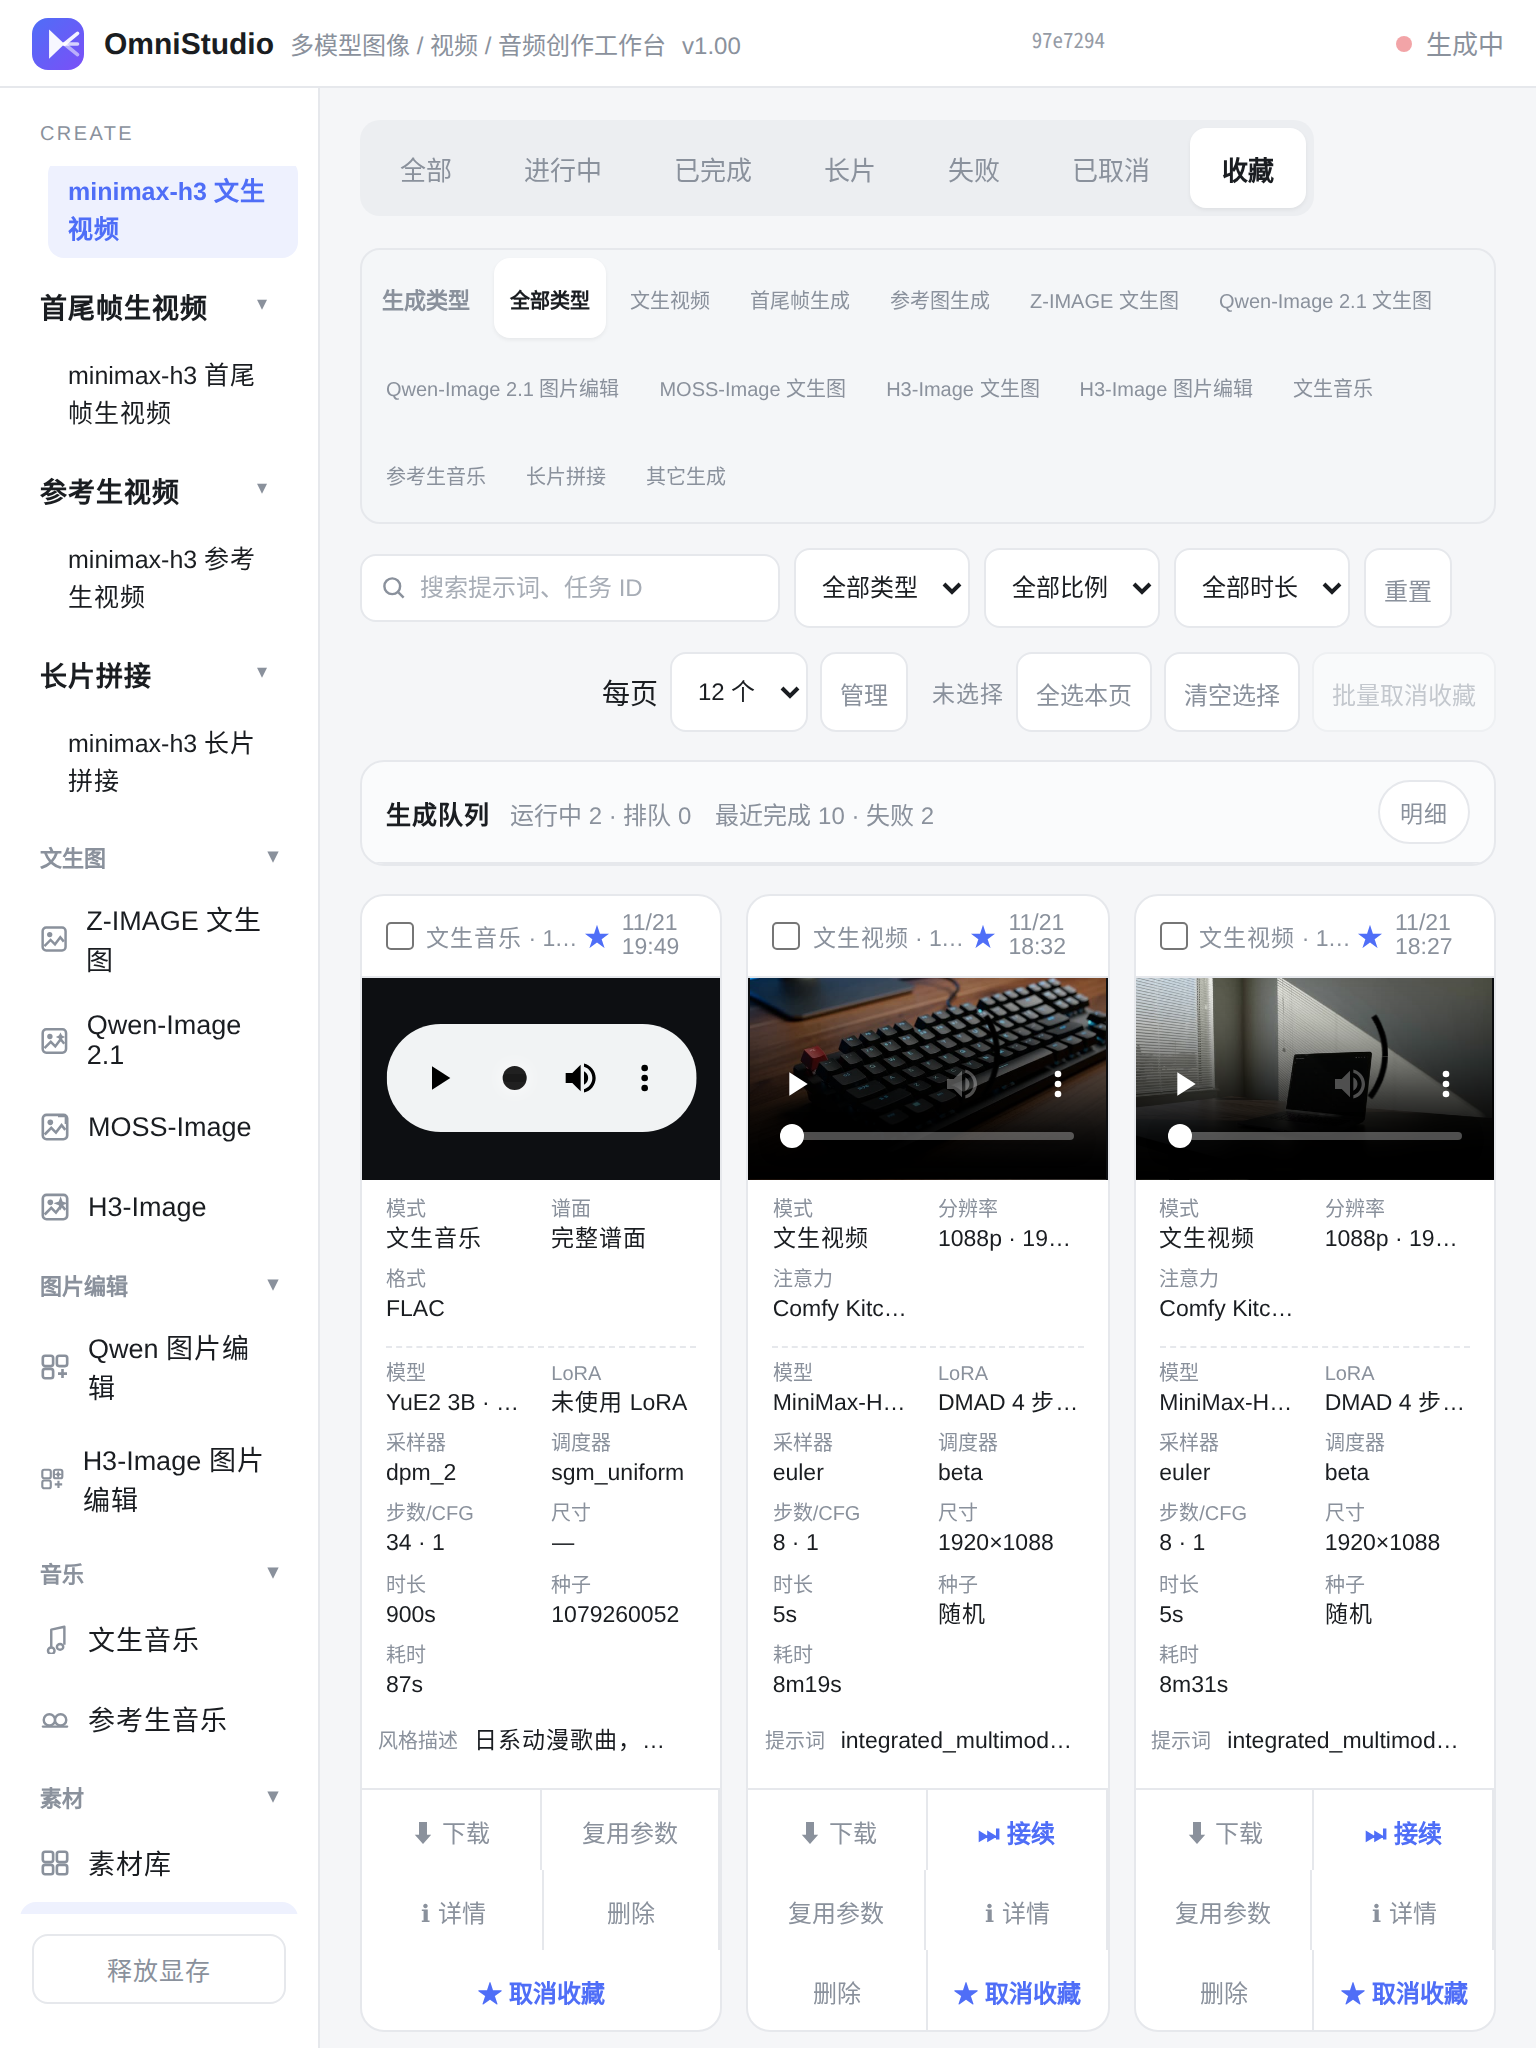 OmniStudio 多模型图像 / 视频 / 音频创作工作台 v1.00 97e7294 生成中
CREATE
minimax-h3 文生
视频
首尾帧生视频 ▼
minimax-h3 首尾
帧生视频
参考生视频 ▼
minimax-h3 参考
生视频
长片拼接 ▼
minimax-h3 长片
拼接
文生图 ▼
Z-IMAGE 文生
图
Qwen-Image
2.1
MOSS-Image
H3-Image
图片编辑 ▼
Qwen 图片编
辑
H3-Image 图片
编辑
音乐 ▼
文生音乐
参考生音乐
素材 ▼
素材库
释放显存
全部 进行中 已完成 长片 失败 已取消 收藏
生成类型 全部类型 文生视频 首尾帧生成 参考图生成 Z-IMAGE 文生图 Qwen-Image 2.1 文生图
Qwen-Image 2.1 图片编辑 MOSS-Image 文生图 H3-Image 文生图 H3-Image 图片编辑 文生音乐
参考生音乐 长片拼接 其它生成
搜索提示词、任务 ID 全部类型 全部比例 全部时长 重置
每页 12 个 管理 未选择 全选本页 清空选择 批量取消收藏
生成队列 运行中 2 · 排队 0 最近完成 10 · 失败 2 明细
文生音乐 · 1… ★ 11/21
19:49
模式 谱面
文生音乐 完整谱面
格式
FLAC
模型 LoRA
YuE2 3B · … 未使用 LoRA
采样器 调度器
dpm_2 sgm_uniform
步数/CFG 尺寸
34 · 1 —
时长 种子
900s 1079260052
耗时
87s
风格描述 日系动漫歌曲，…
⬇ 下载 复用参数
ℹ 详情 删除
★ 取消收藏
文生视频 · 1… ★ 11/21
18:32
模式 分辨率
文生视频 1088p · 19…
注意力
Comfy Kitc…
模型 LoRA
MiniMax-H… DMAD 4 步…
采样器 调度器
euler beta
步数/CFG 尺寸
8 · 1 1920×1088
时长 种子
5s 随机
耗时
8m19s
提示词 integrated_multimod…
⬇ 下载 ⏭ 接续
复用参数 ℹ 详情
删除 ★ 取消收藏
文生视频 · 1… ★ 11/21
18:27
模式 分辨率
文生视频 1088p · 19…
注意力
Comfy Kitc…
模型 LoRA
MiniMax-H… DMAD 4 步…
采样器 调度器
euler beta
步数/CFG 尺寸
8 · 1 1920×1088
时长 种子
5s 随机
耗时
8m31s
提示词 integrated_multimod…
⬇ 下载 ⏭ 接续
复用参数 ℹ 详情
删除 ★ 取消收藏